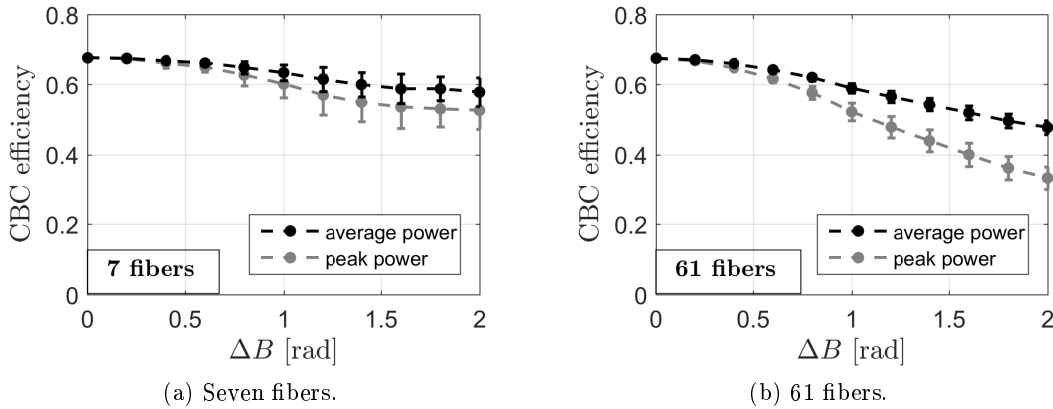 0.8
0.6
0.4
0.2
0
CBC efficiency
average power
peak power
7 fibers
0
0.5
1
1.5
2
ΔB [rad]
(a) Seven fibers.
0.8
0.6
0.4
0.2
0
CBC efficiency
average power
peak power
61 fibers
0
0.5
1
1.5
2
ΔB [rad]
(b) 61 fibers.